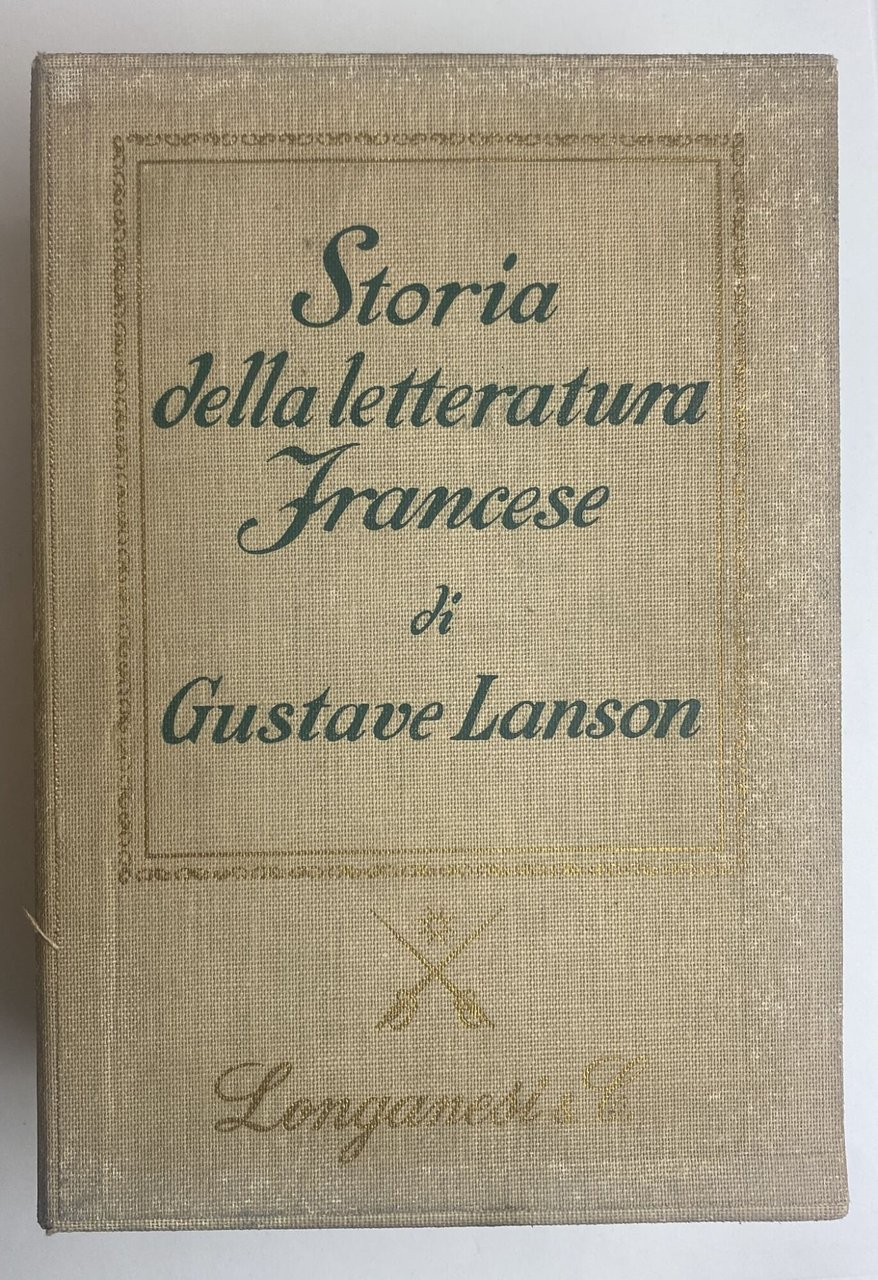 Storia
della letteratura
Francese
di
Gustave Lanson
Longanesi & C.